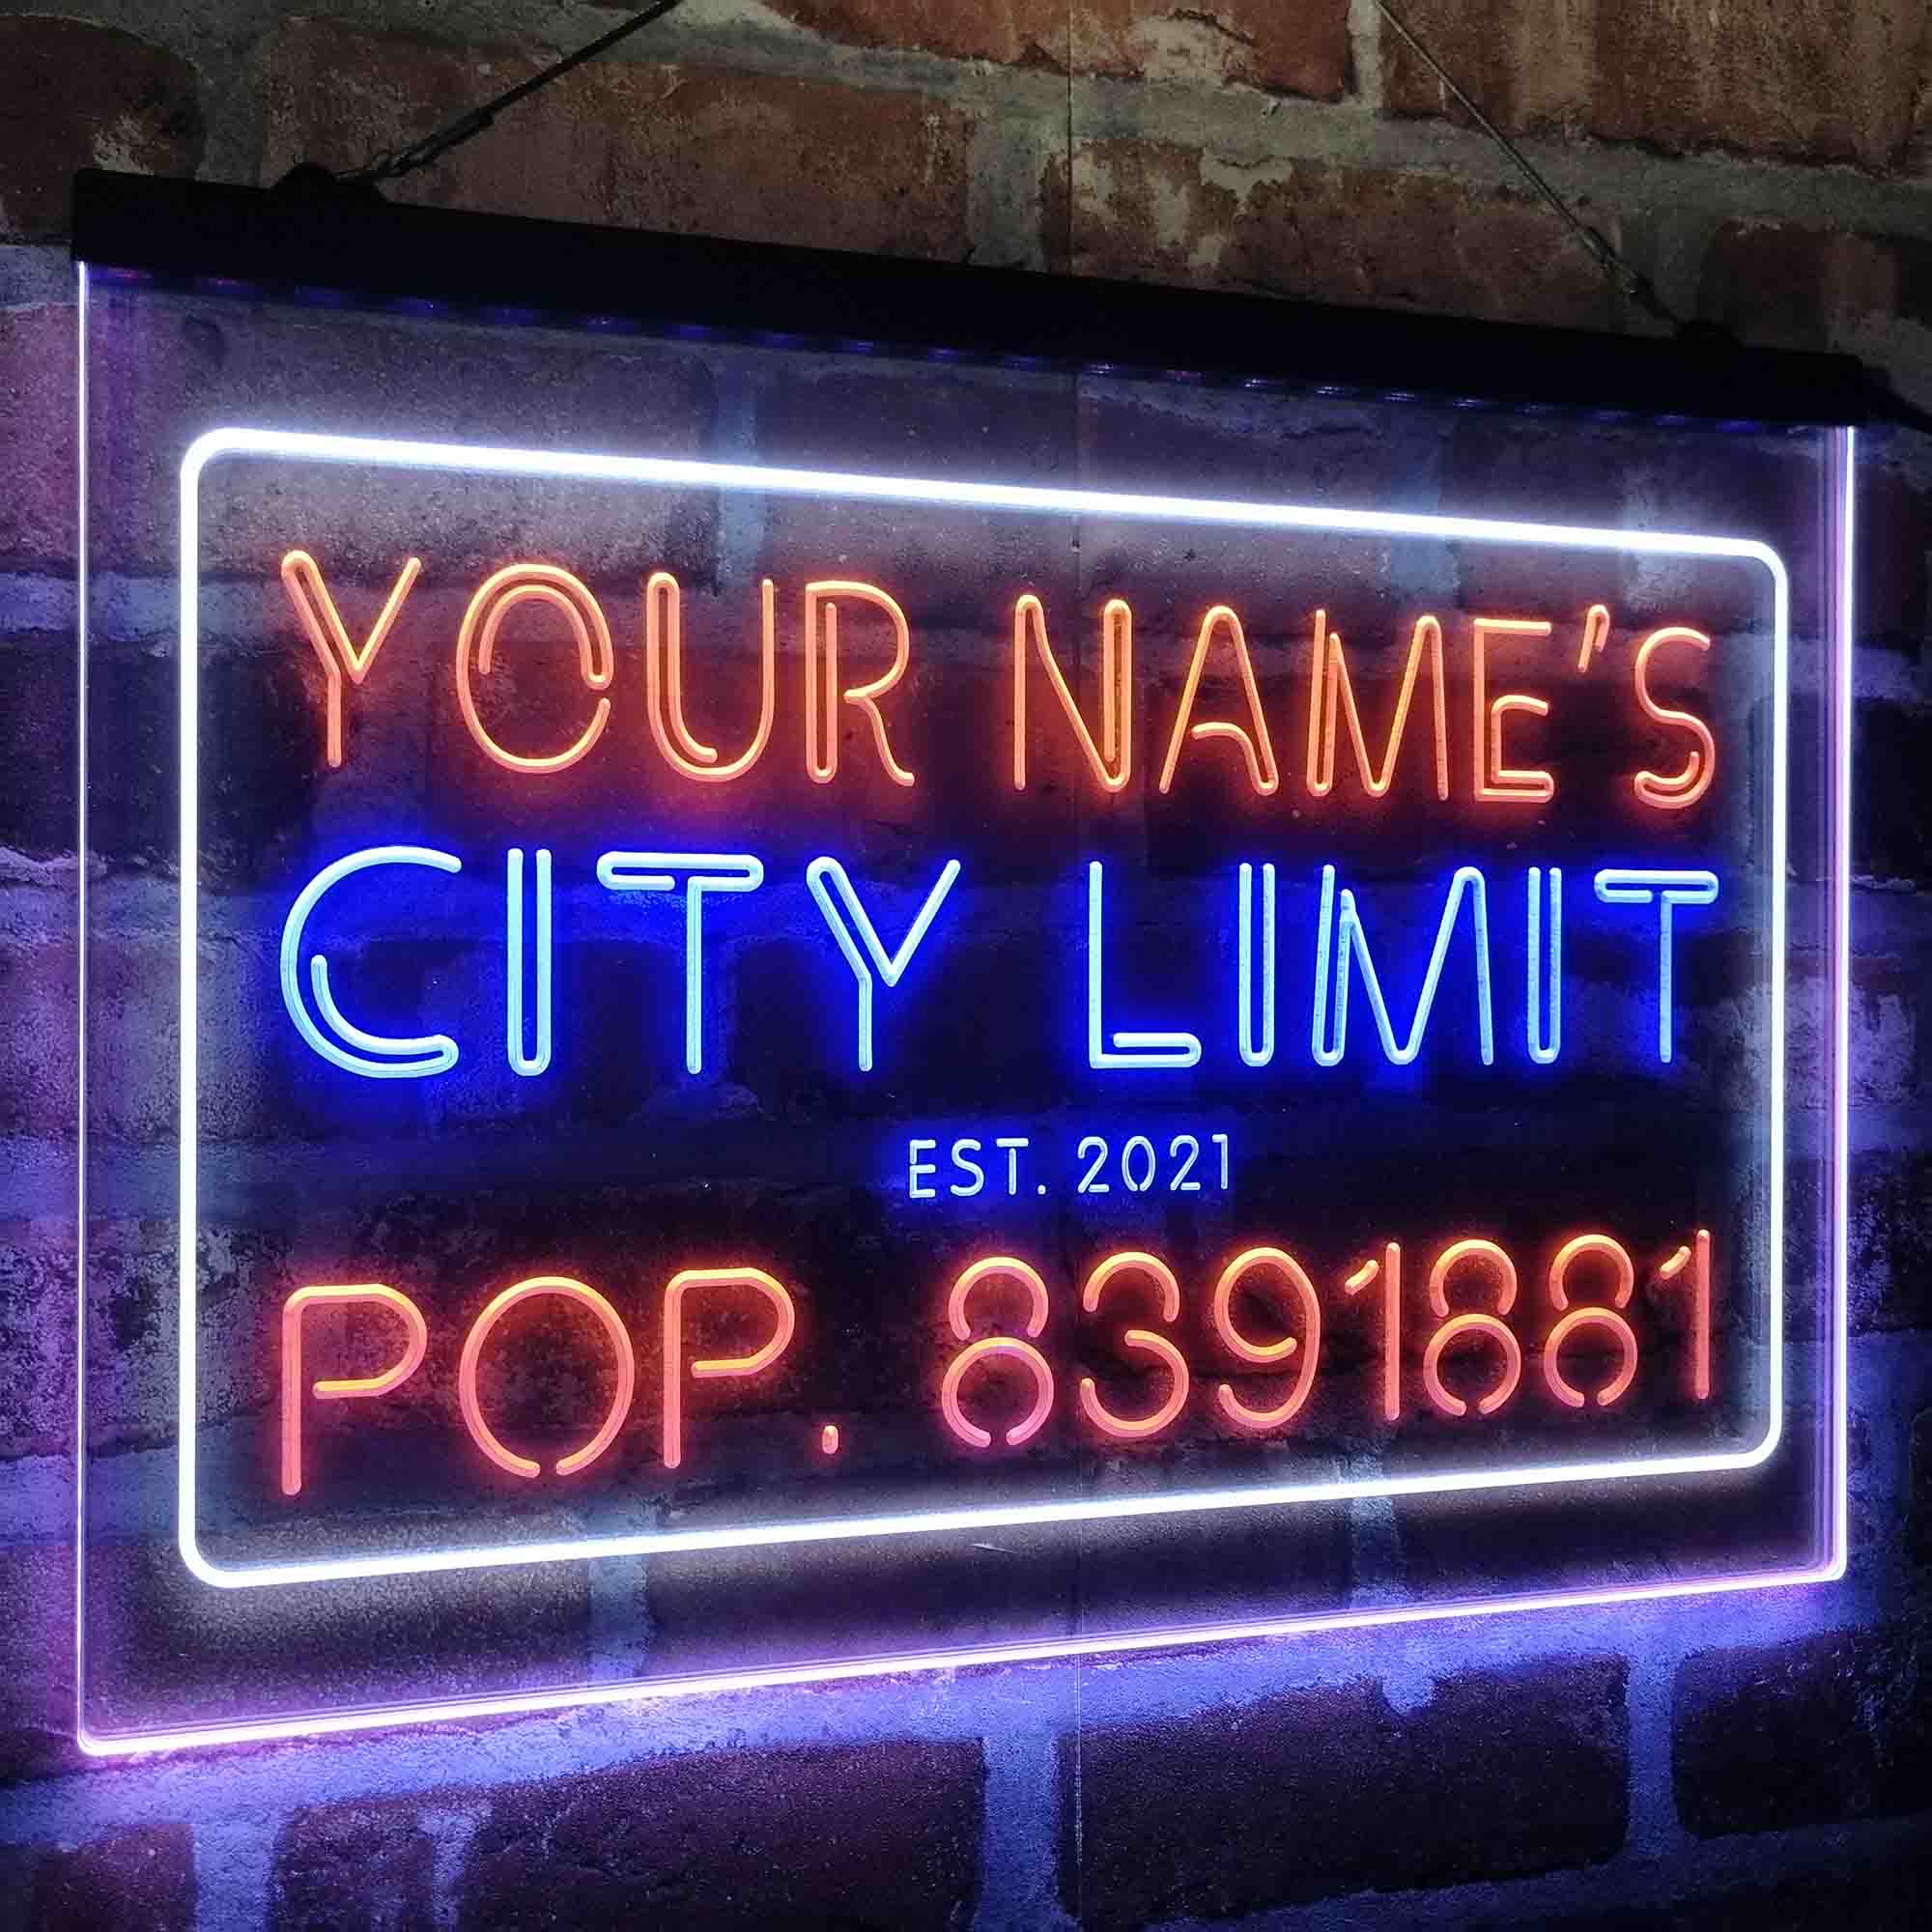 YOUR NAME'S
CITY LIMIT
EST. 2021
POP. 8391881